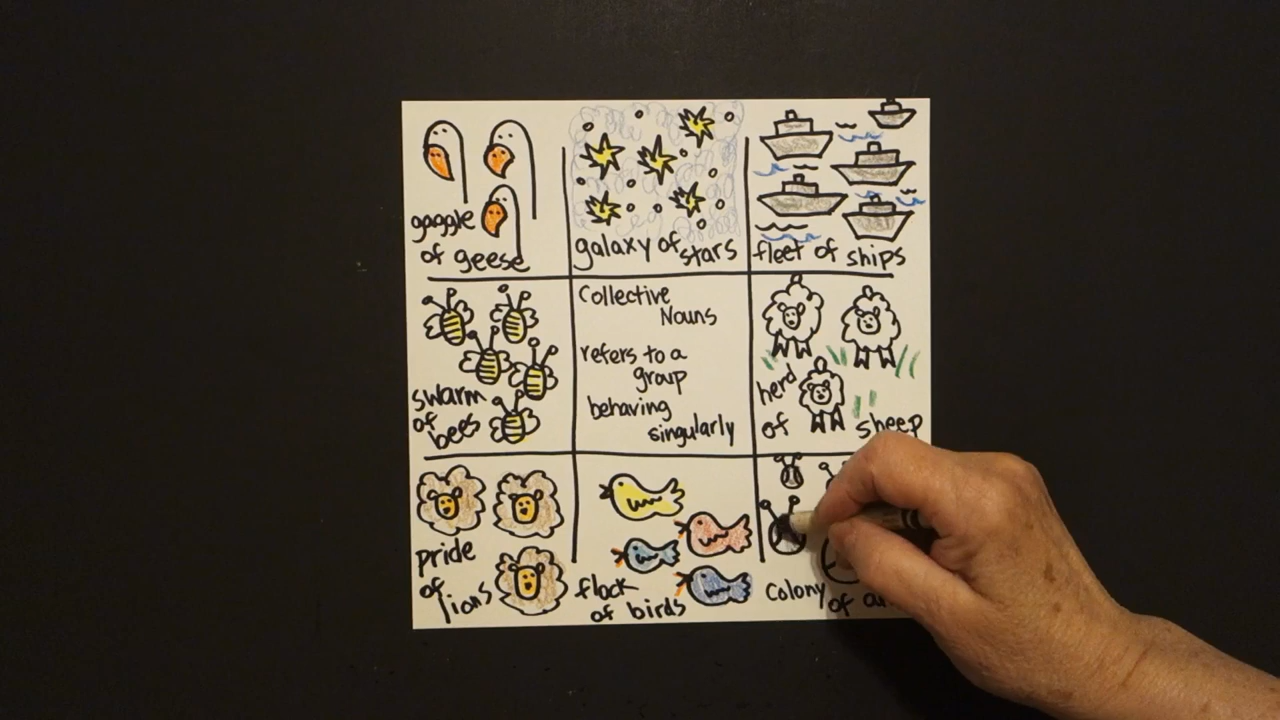 gaggle
of geese
galaxy of stars
fleet of ships
swarm
of
bees
Collective
Nouns
refers to a
group
behaving
singularly
herd
of sheep
pride
of
lions
flock
of birds
Colony
of